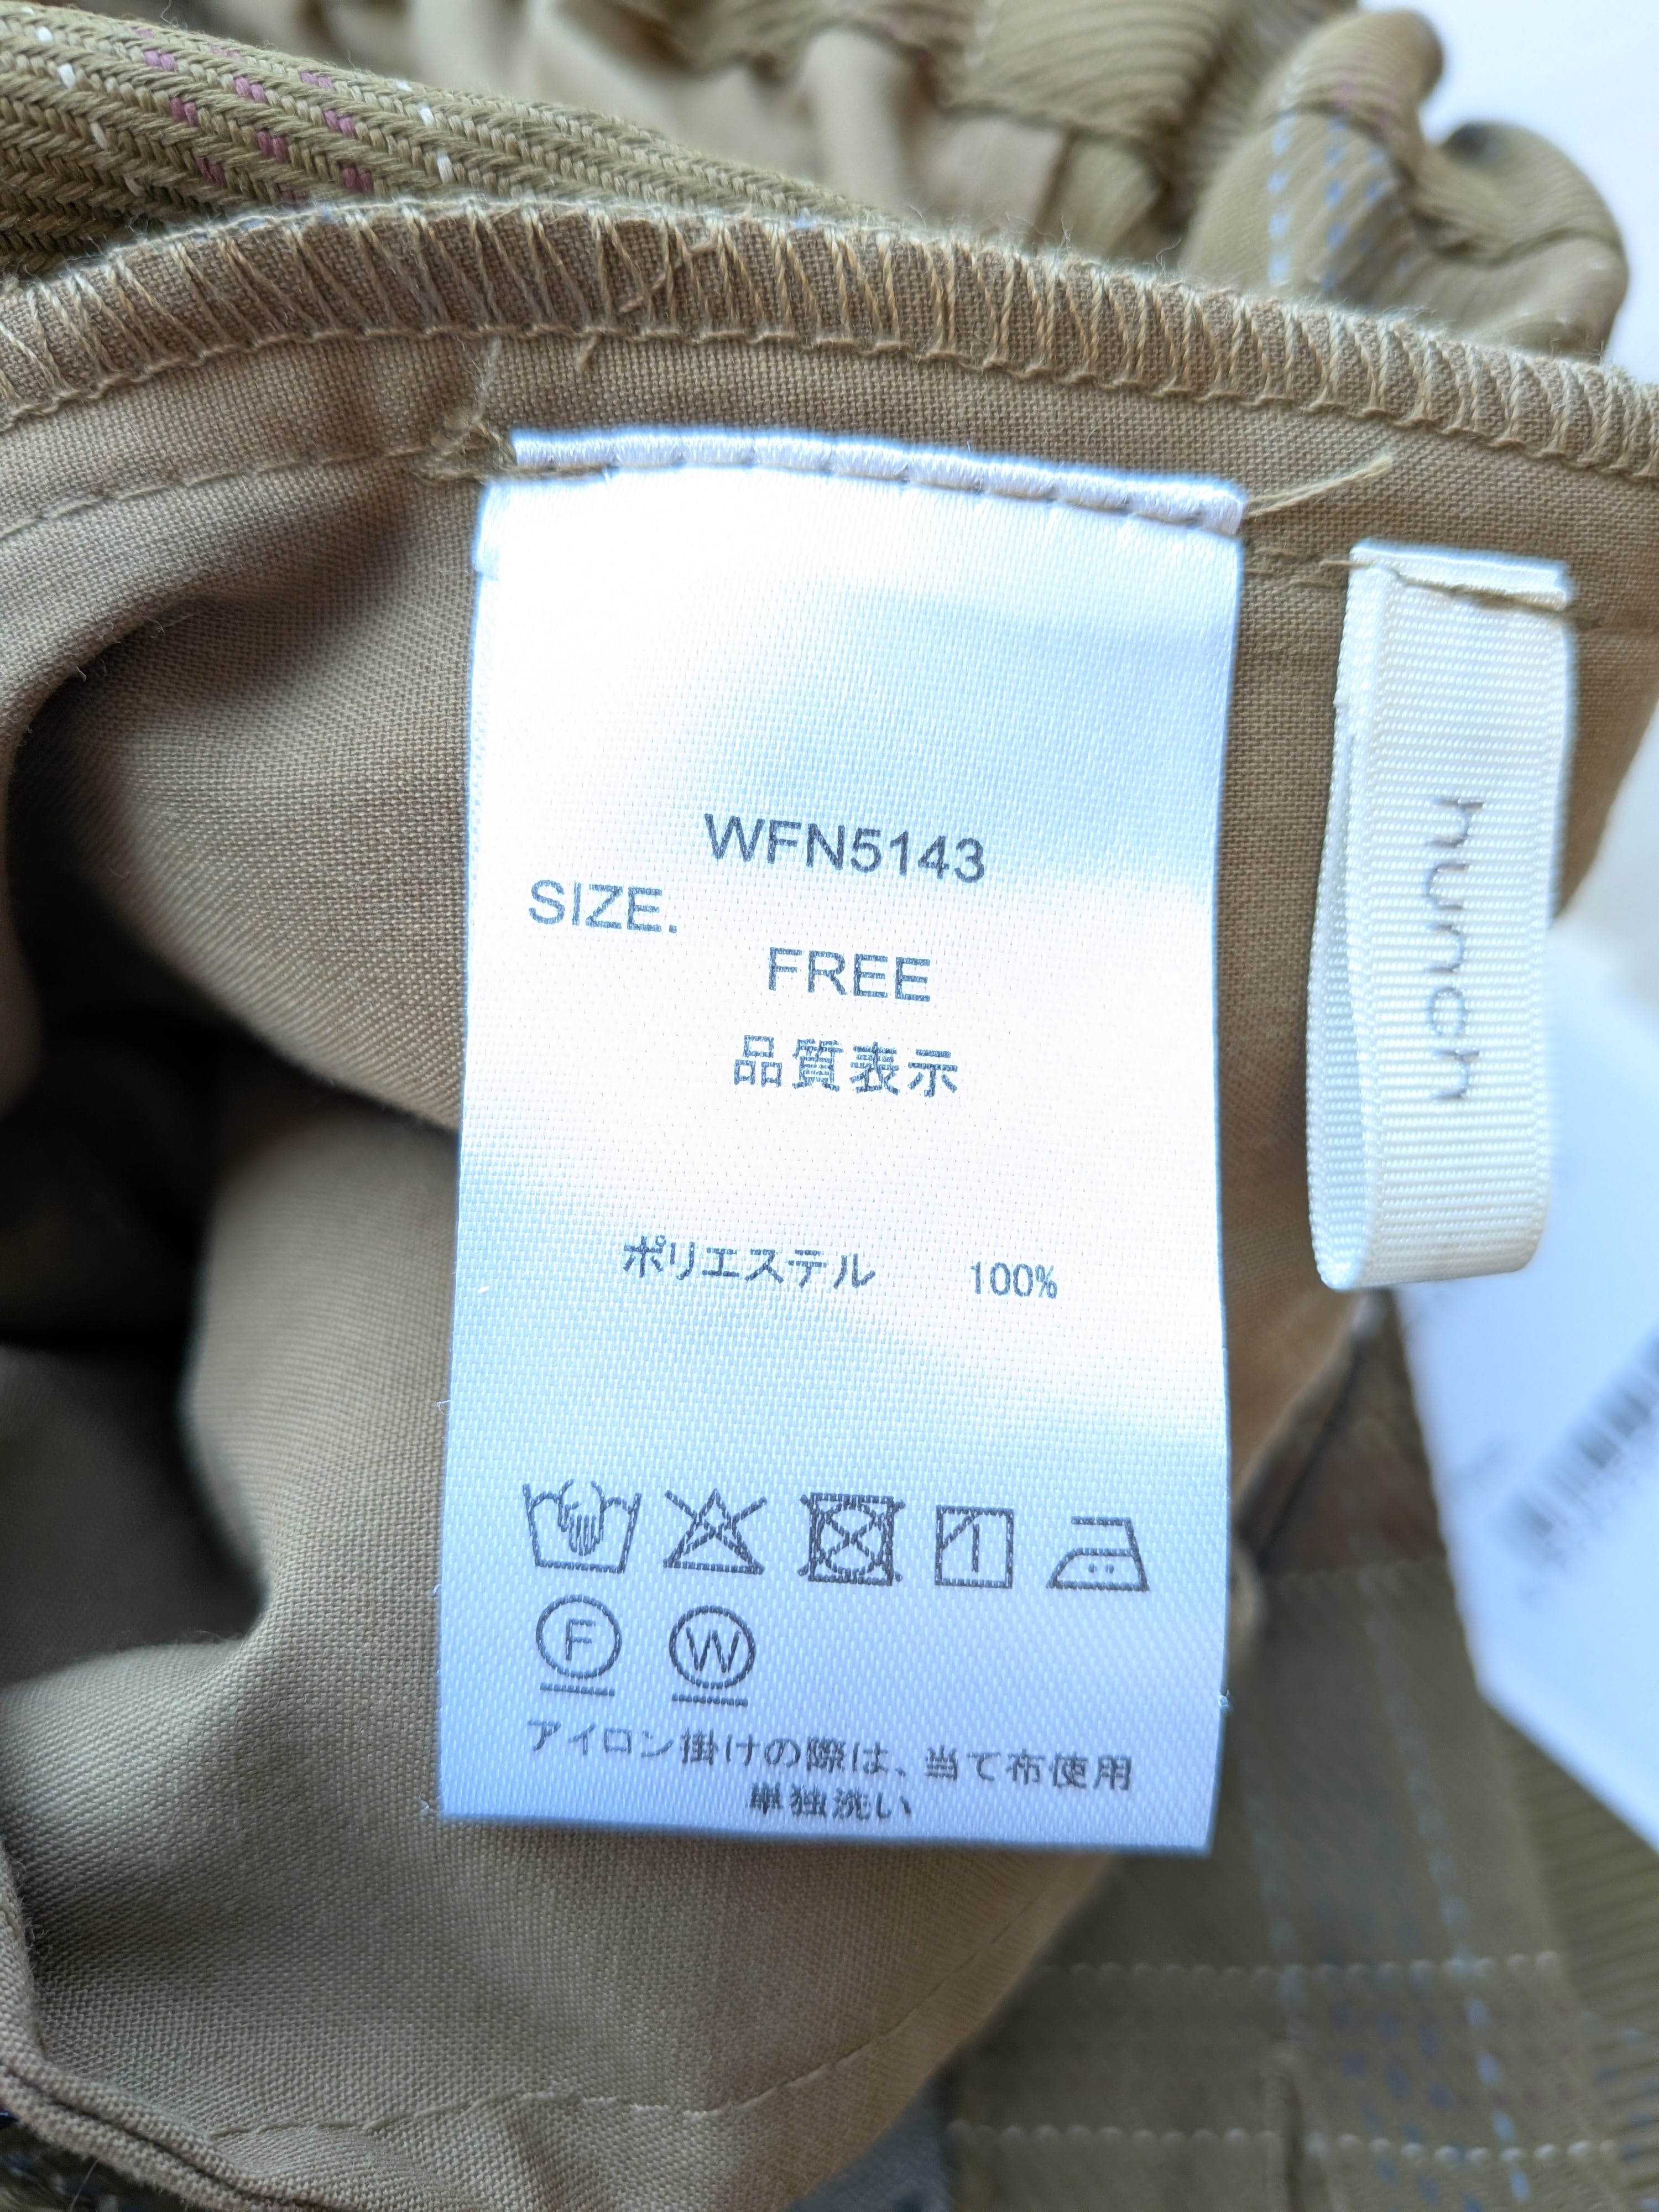 WFN5143
SIZE.
FREE
品質表示
ポリエステル 100%
F W
アイロン掛けの際は、当て布使用
単独洗い
hunch